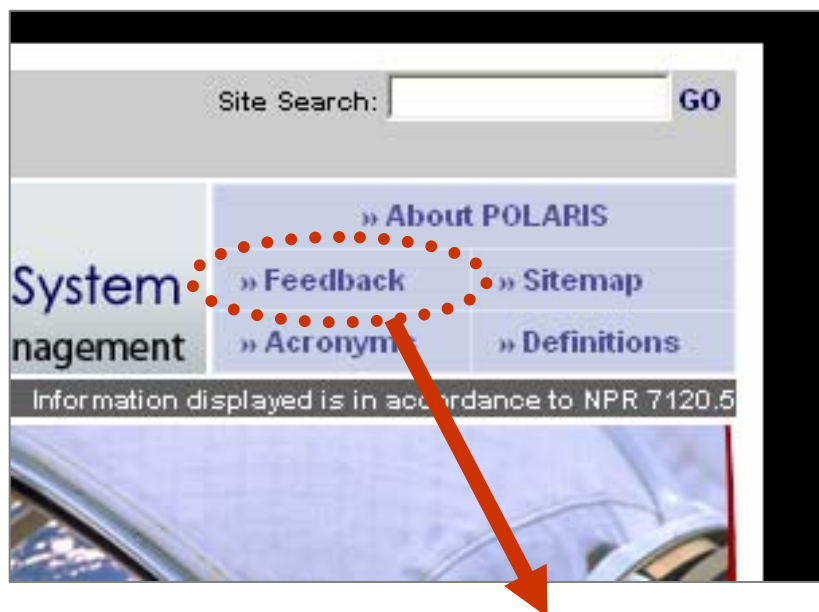 Site Search: GO
» About POLARIS
System » Feedback » Sitemap
nagement » Acronyms » Definitions
Information displayed is in accordance to NPR 7120.5